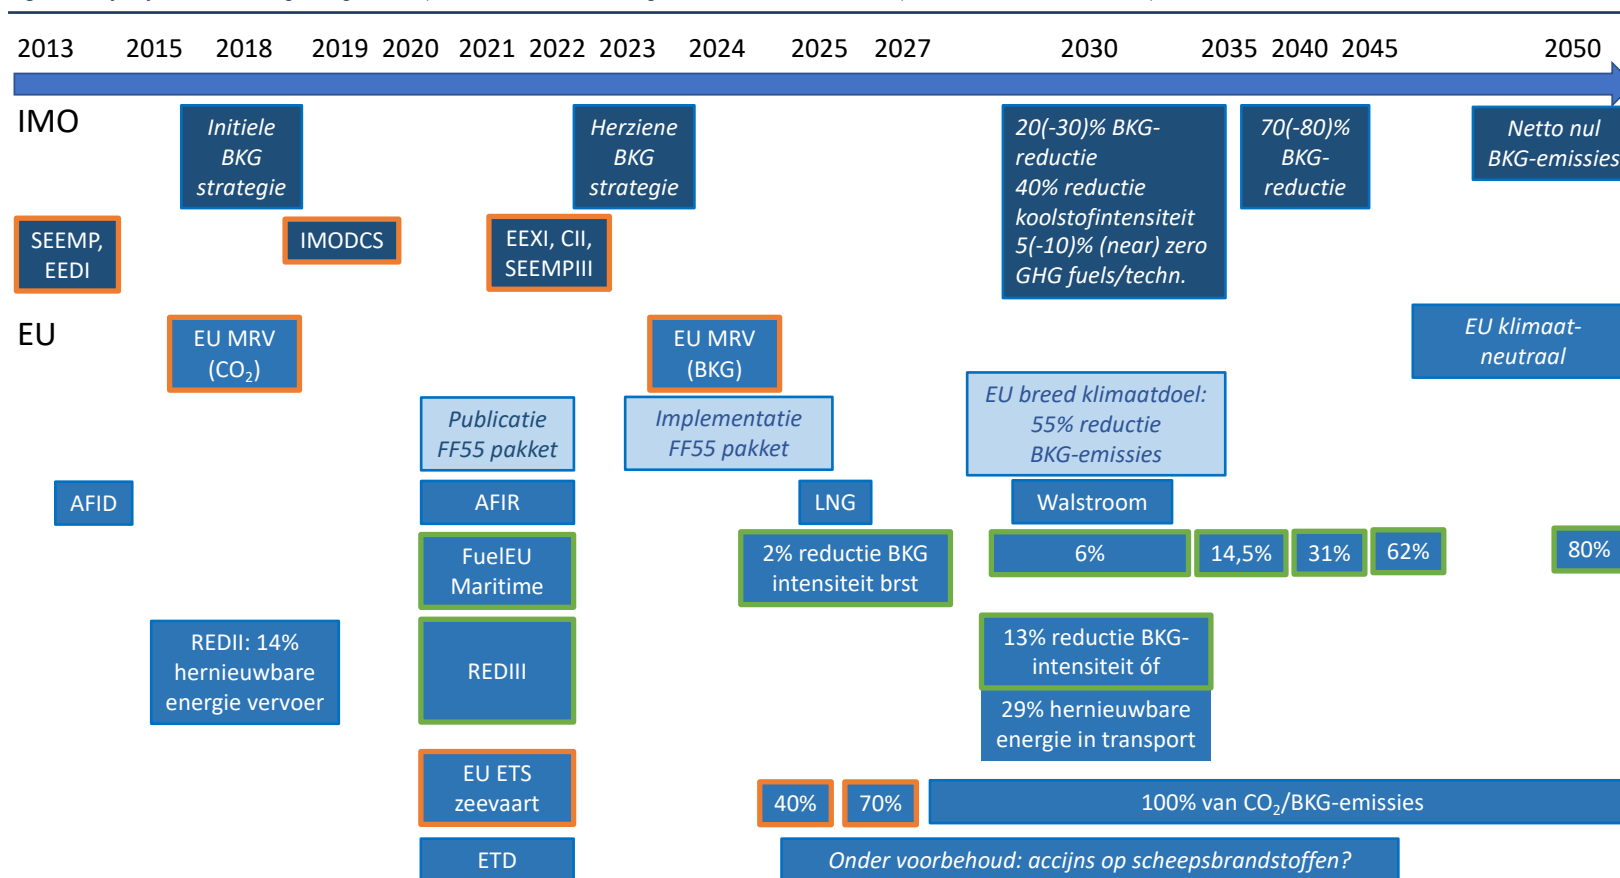 2013 2015 2018 2019 2020 2021 2022 2023 2024 2025 2027 2030 2035 2040 2045 2050
IMO
Initiele
BKG
strategie
Herziene
BKG
strategie
20(-30)% BKG-
reductie
40% reductie
koolstofintensiteit
5(-10)% (near) zero
GHG fuels/techn.
70(-80)%
BKG-
reductie
Netto nul
BKG-emissies
SEEMP,
EEDI
IMODCS
EEXI, CII,
SEEMPIII
EU
EU MRV
(CO₂)
EU MRV
(BKG)
EU klimaat-
neutraal
Publicatie
FF55 pakket
Implementatie
FF55 pakket
EU breed klimaatdoel:
55% reductie
BKG-emissies
AFID
AFIR
LNG
Walstroom
FuelEU
Maritime
2% reductie BKG
intensiteit brst
6%
14,5%
31%
62%
80%
REDII: 14%
hernieuwbare
energie vervoer
REDIII
13% reductie BKG-
intensiteit óf
29% hernieuwbare
energie in transport
EU ETS
zeevaart
40%
70%
100% van CO₂/BKG-emissies
ETD
Onder voorbehoud: accijns op scheepsbrandstoffen?